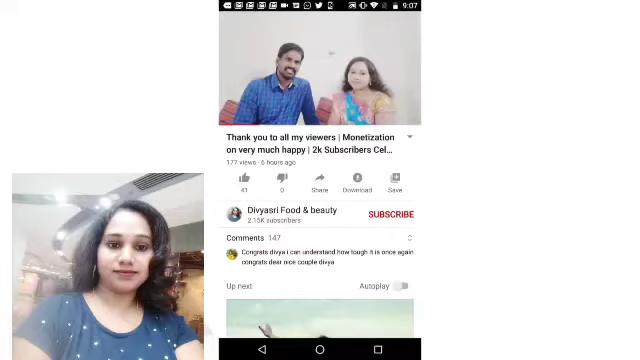 9:07
Thank you to all my viewers | Monetization
on very much happy | 2k Subscribers Cel...
177 views · 6 hours ago
41
0
Share
Download
Save
Divyasri Food & beauty
2.15K subscribers
SUBSCRIBE
Comments 147
Congrats divya i can understand how tough it is once again
congrats dear nice couple divya
Up next
Autoplay